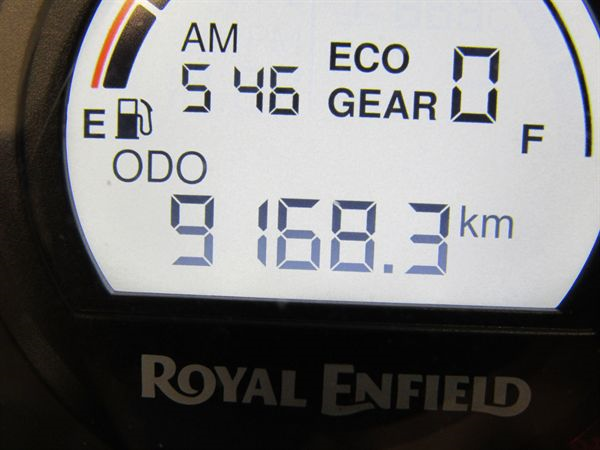 AM ECO 0
5 46 GEAR
E F
ODO
9168.3 km
ROYAL ENFIELD